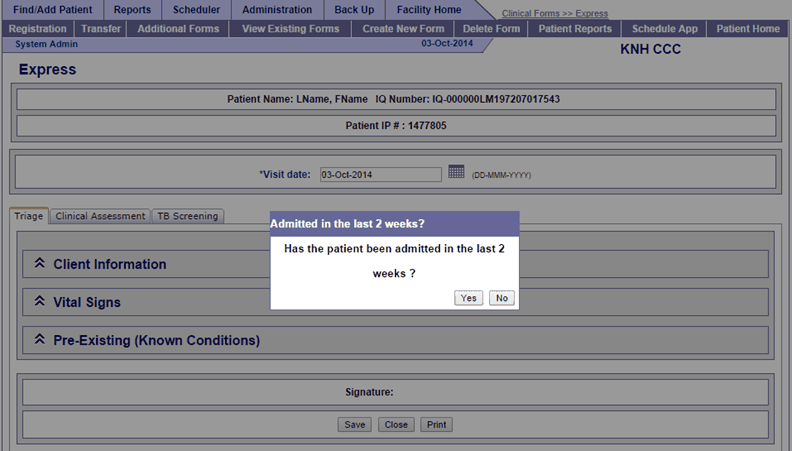 Find/Add Patient Reports Scheduler Administration Back Up Facility Home Clinical Forms >> Express
Registration Transfer Additional Forms View Existing Forms Create New Form Delete Form Patient Reports Schedule App Patient Home
System Admin 03-Oct-2014 KNH CCC
Express
Patient Name: LName, FName IQ Number: IQ-000000LM197207017543
Patient IP # : 1477805
*Visit date: 03-Oct-2014 (DD-MMM-YYYY)
Triage Clinical Assessment TB Screening
Admitted in the last 2 weeks?
Has the patient been admitted in the last 2
weeks ?
Yes No
Client Information
Vital Signs
Pre-Existing (Known Conditions)
Signature:
Save Close Print